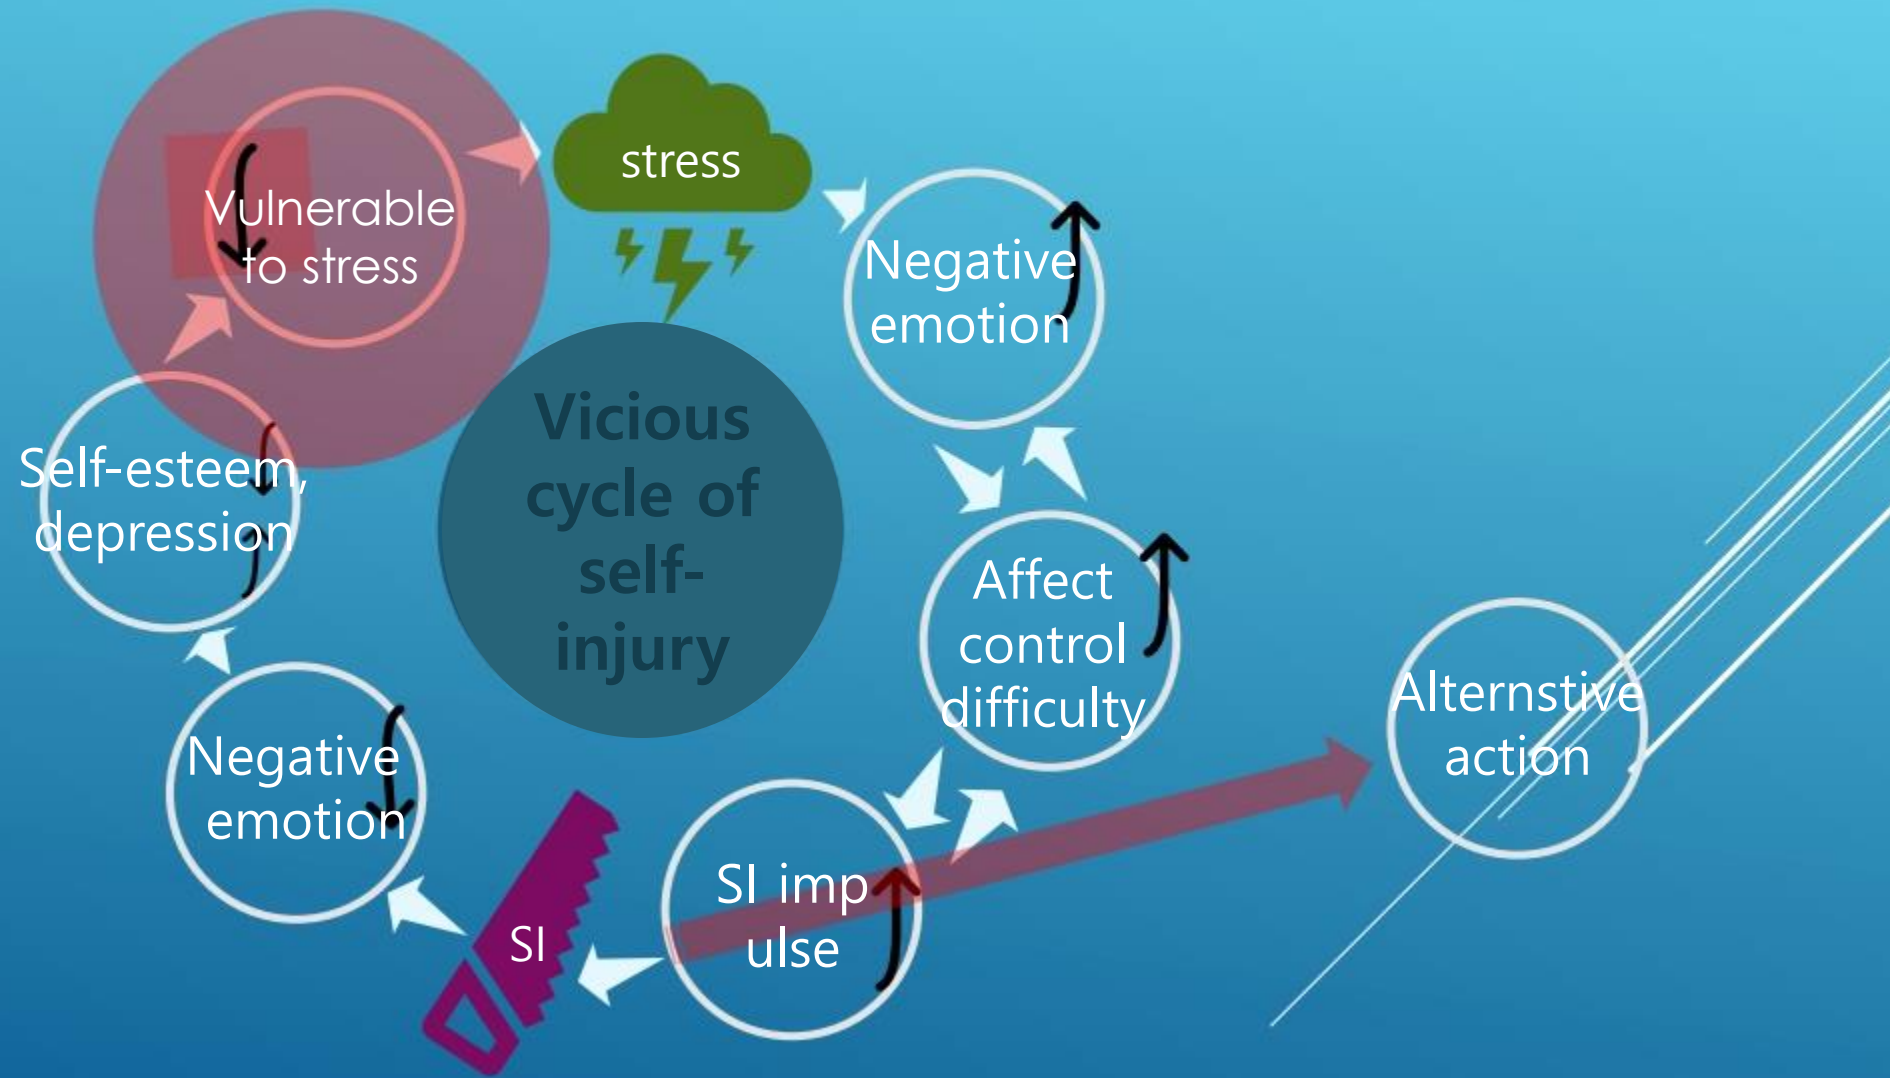 Vulnerable
to stress
stress
Negative
emotion
Affect
control
difficulty
SI imp
ulse
Alternstive
action
SI
Negative
emotion
Self-esteem,
depression
Vicious
cycle of
self-
injury